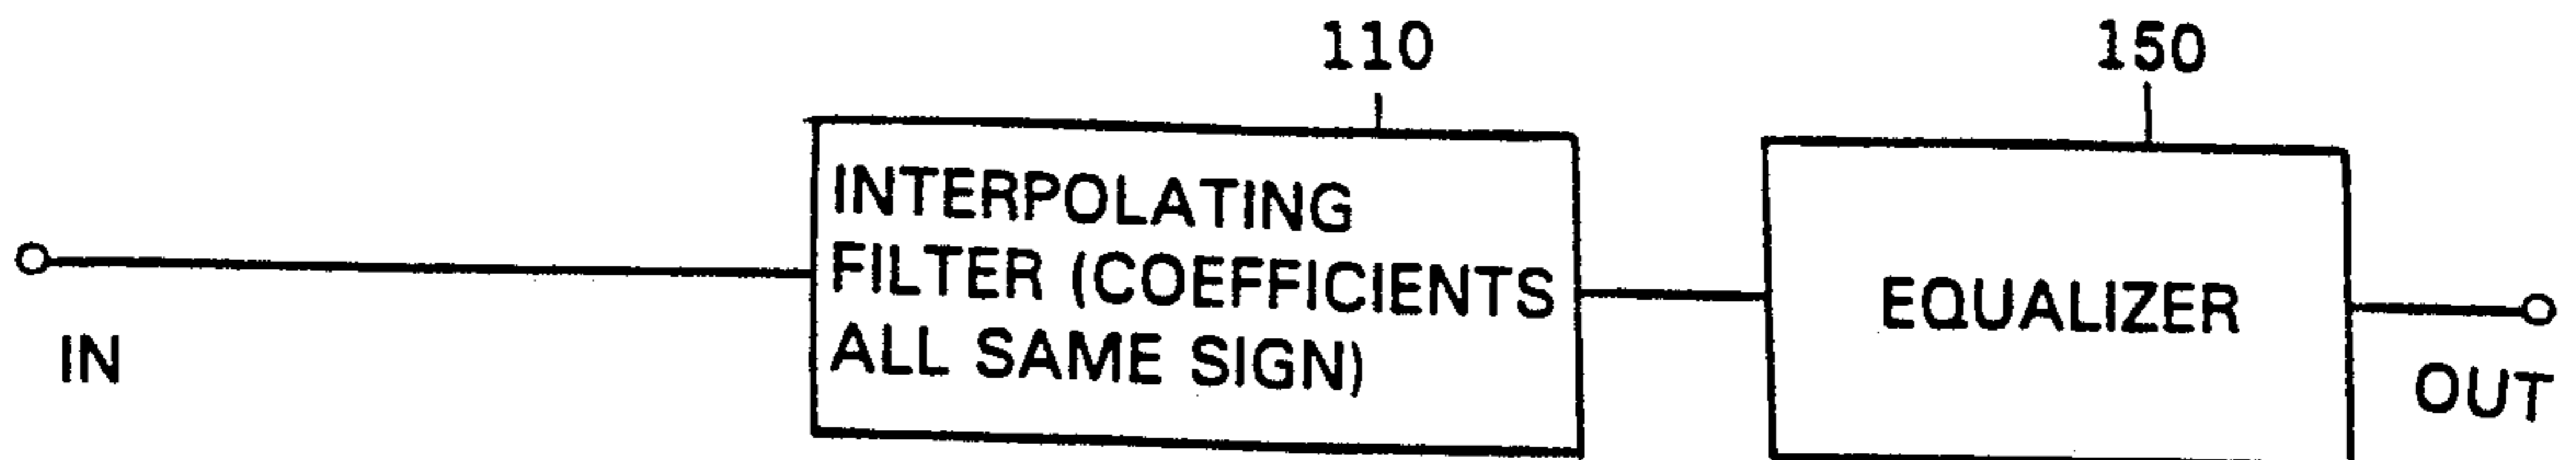 110
150
INTERPOLATING
FILTER (COEFFICIENTS
ALL SAME SIGN)
EQUALIZER
IN
OUT